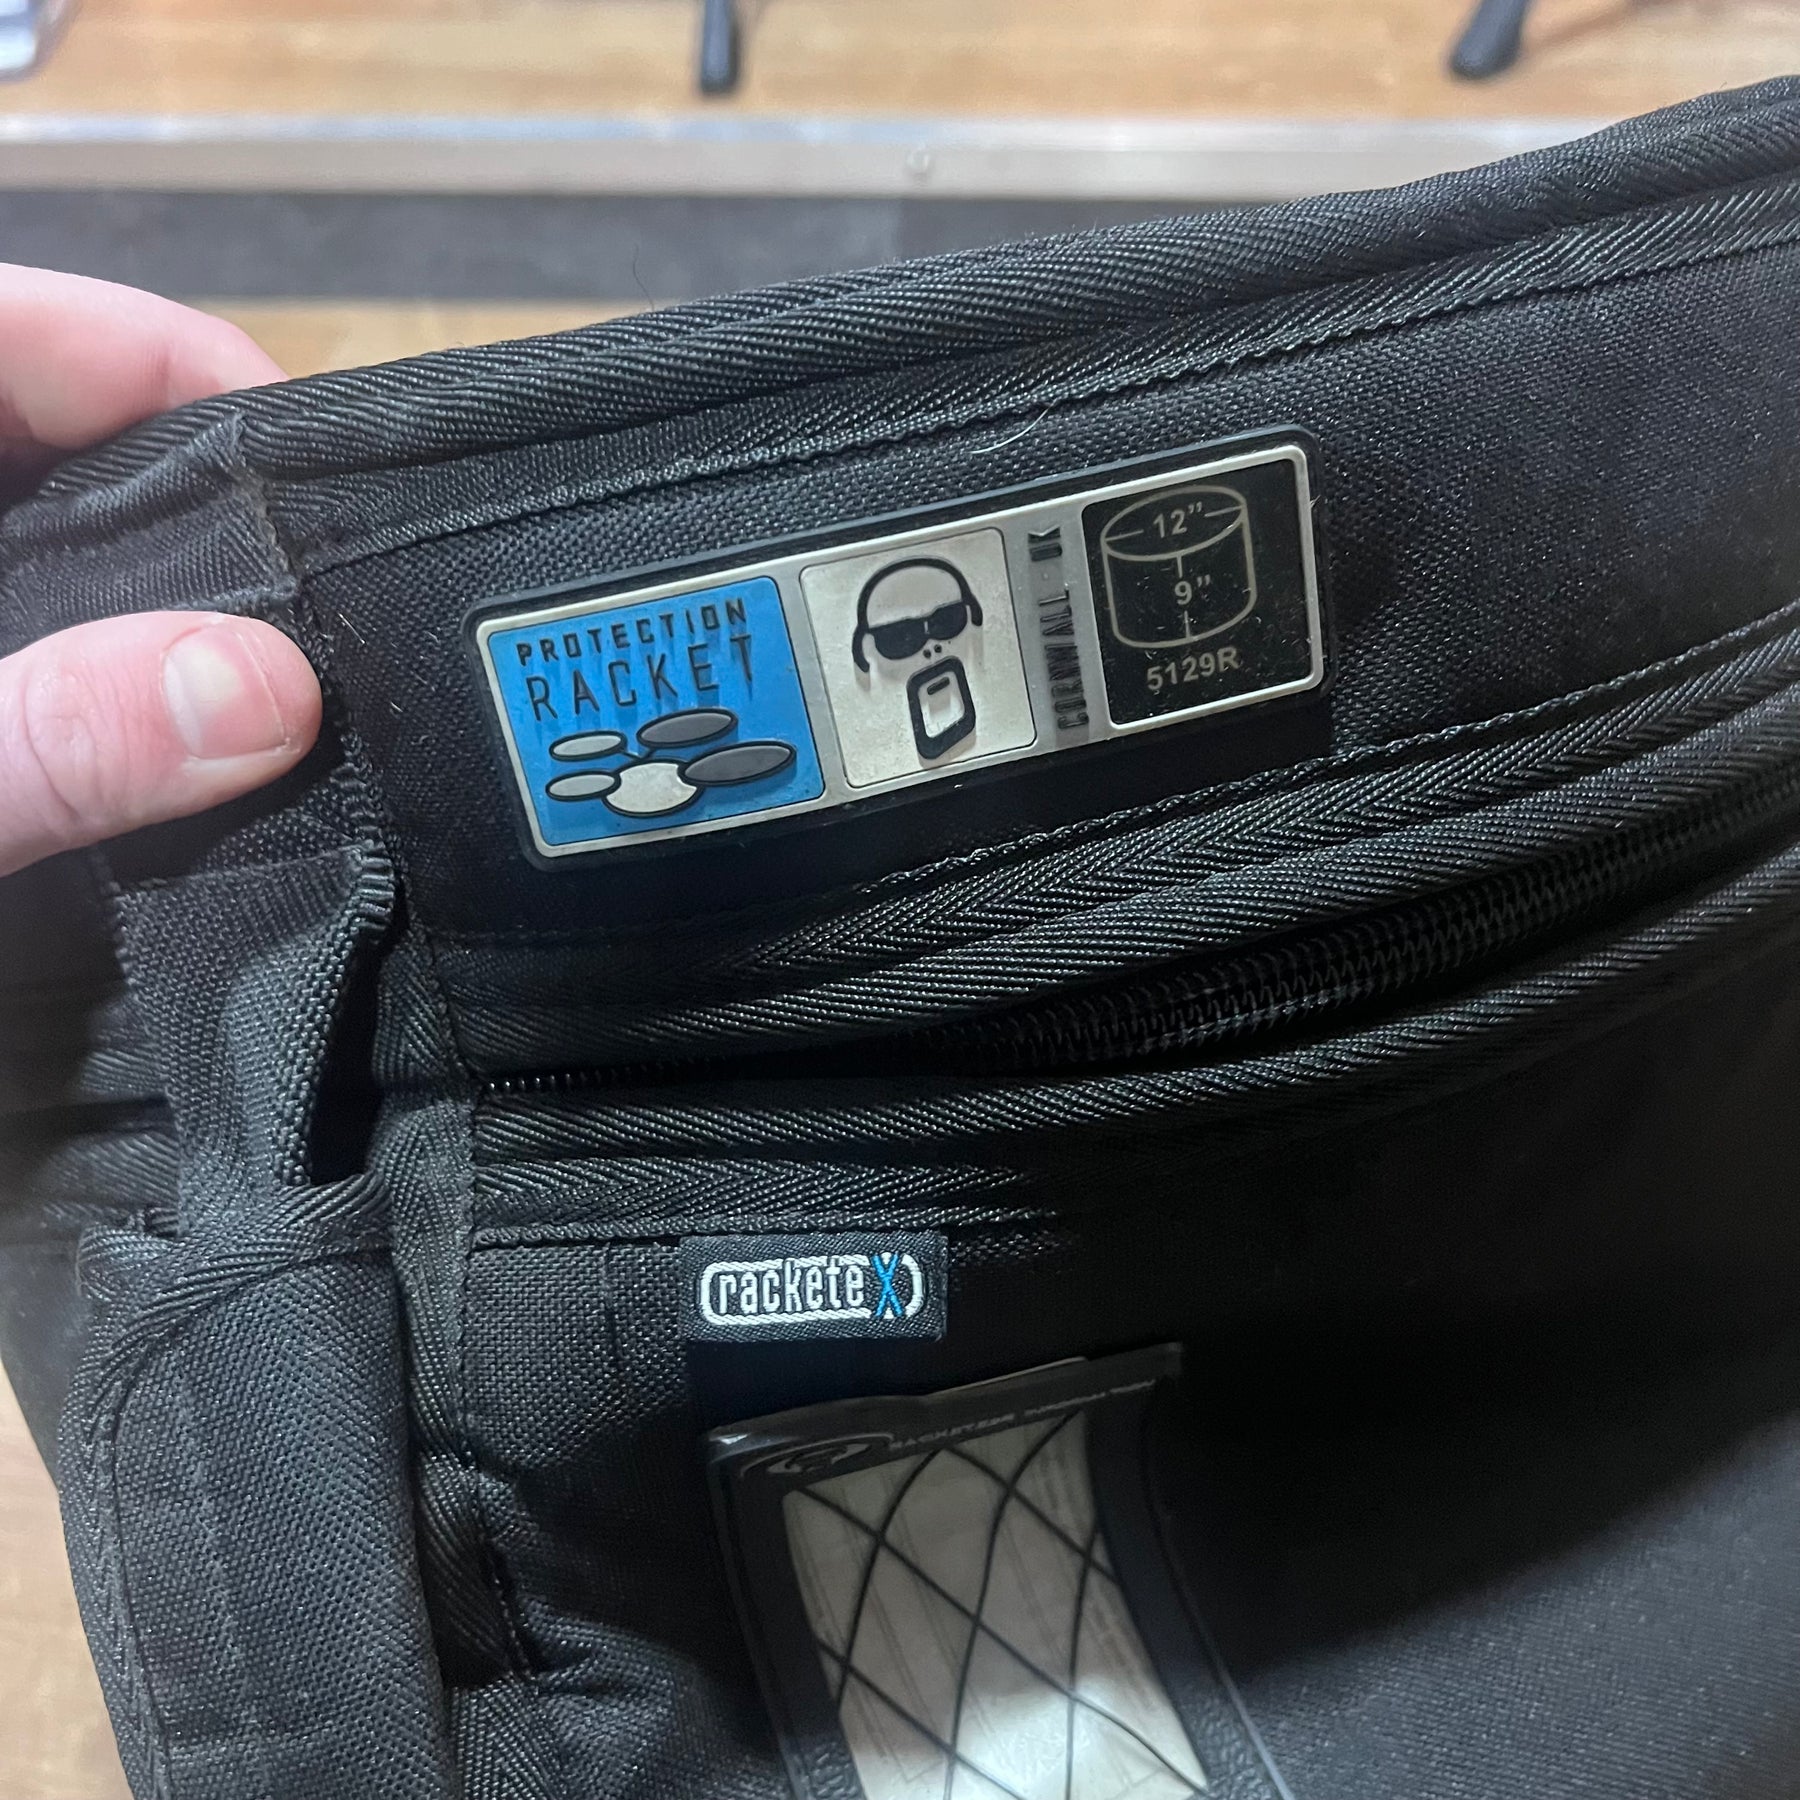 PROTECTION
RACKET
CORNWALL · UK
12"
9"
5129R
racketeX